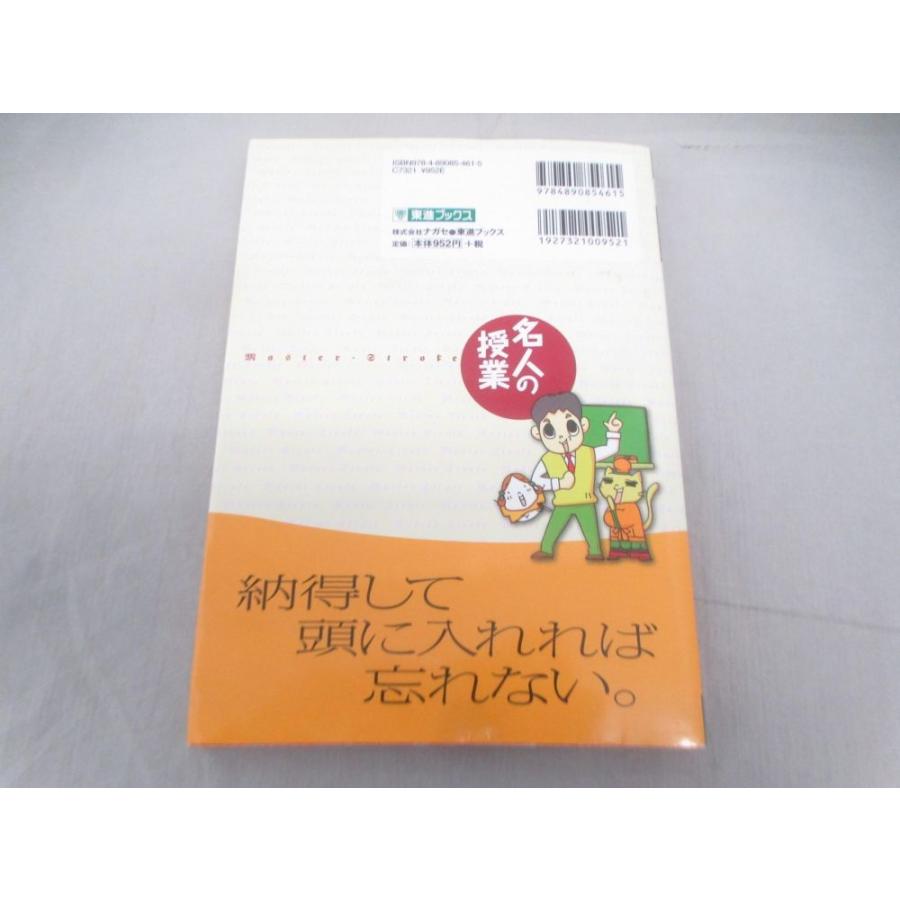 ISBN978-4-89085-461-5
C7321 ¥952E
9784890854615
東進ブックス
株式会社ナガセ 東進ブックス
定価：本体952円＋税
1927321009521
名人の
授業
Master・Stroke
納得して
頭に入れれば
忘れない。